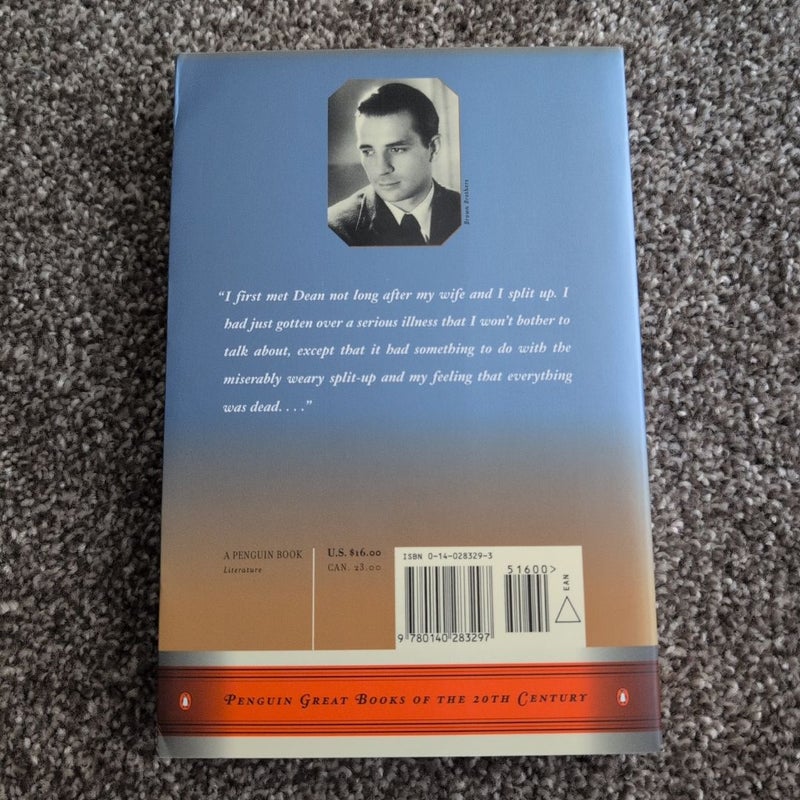 Brown Brothers
“I first met Dean not long after my wife and I split up. I
had just gotten over a serious illness that I won't bother to
talk about, except that it had something to do with the
miserably weary split-up and my feeling that everything
was dead. . . .”
A PENGUIN BOOK
Literature
U.S. $16.00
CAN. 23.00
ISBN 0-14-028329-3
51600>
EAN
9 780140 283297
PENGUIN GREAT BOOKS OF THE 20TH CENTURY